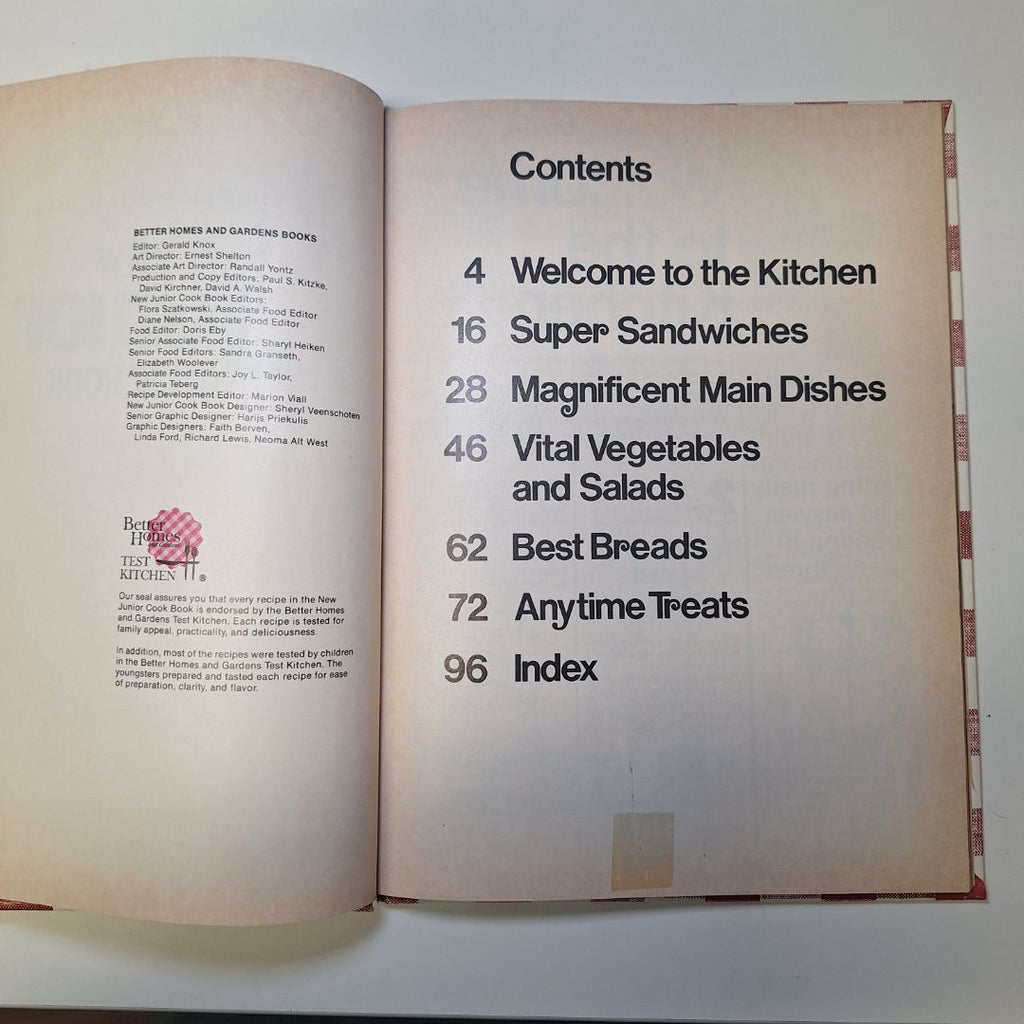 BETTER HOMES AND GARDENS BOOKS
Editor: Gerald Knox
Art Director: Ernest Shelton
Associate Art Director: Randall Yontz
Production and Copy Editors: Paul S. Kitzke,
David Kirchner, David A. Walsh
New Junior Cook Book Editors:
Flora Szatkowski, Associate Food Editor
Diane Nelson, Associate Food Editor
Food Editor: Doris Eby
Senior Associate Food Editor: Sharyl Heiken
Senior Food Editors: Sandra Granseth,
Elizabeth Woolever
Associate Food Editors: Joy L. Taylor,
Patricia Teberg
Recipe Development Editor: Marion Viall
New Junior Cook Book Designer: Sheryl Veenschoten
Senior Graphic Designer: Harijs Priekulis
Graphic Designers: Faith Berven,
Linda Ford, Richard Lewis, Neoma Alt West
Better
Homes
and Gardens
TEST
KITCHEN ®
Our seal assures you that every recipe in the New
Junior Cook Book is endorsed by the Better Homes
and Gardens Test Kitchen. Each recipe is tested for
family appeal, practicality, and deliciousness.
In addition, most of the recipes were tested by children
in the Better Homes and Gardens Test Kitchen. The
youngsters prepared and tasted each recipe for ease
of preparation, clarity, and flavor.
Contents
4 Welcome to the Kitchen
16 Super Sandwiches
28 Magnificent Main Dishes
46 Vital Vegetables
and Salads
62 Best Breads
72 Anytime Treats
96 Index